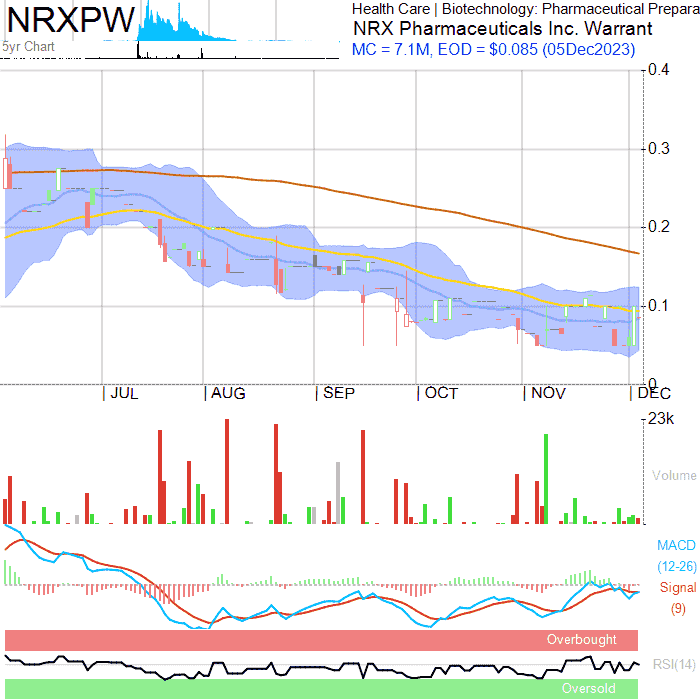 NRXPW
5yr Chart
Health Care | Biotechnology: Pharmaceutical Prepara
NRX Pharmaceuticals Inc. Warrant
MC = 7.1M, EOD = $0.085 (05Dec2023)
0.4
0.3
0.2
0.1
0
| JUL | AUG | SEP | OCT | NOV | DEC
23k
Volume
MACD
(12-26)
Signal
(9)
Overbought
RSI(14)
Oversold